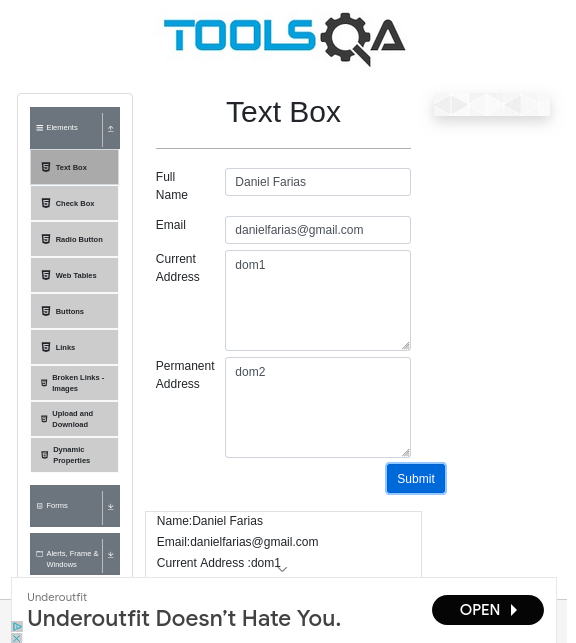 TOOLSQA
Text Box
Elements
Text Box
Check Box
Radio Button
Web Tables
Buttons
Links
Broken Links -
Images
Upload and
Download
Dynamic
Properties
Forms
Alerts, Frame &
Windows
Full
Name
Daniel Farias
Email
danielfarias@gmail.com
Current
Address
dom1
Permanent
Address
dom2
Submit
Name:Daniel Farias
Email:danielfarias@gmail.com
Current Address :dom1
Underoutfit
Underoutfit Doesn't Hate You.
OPEN